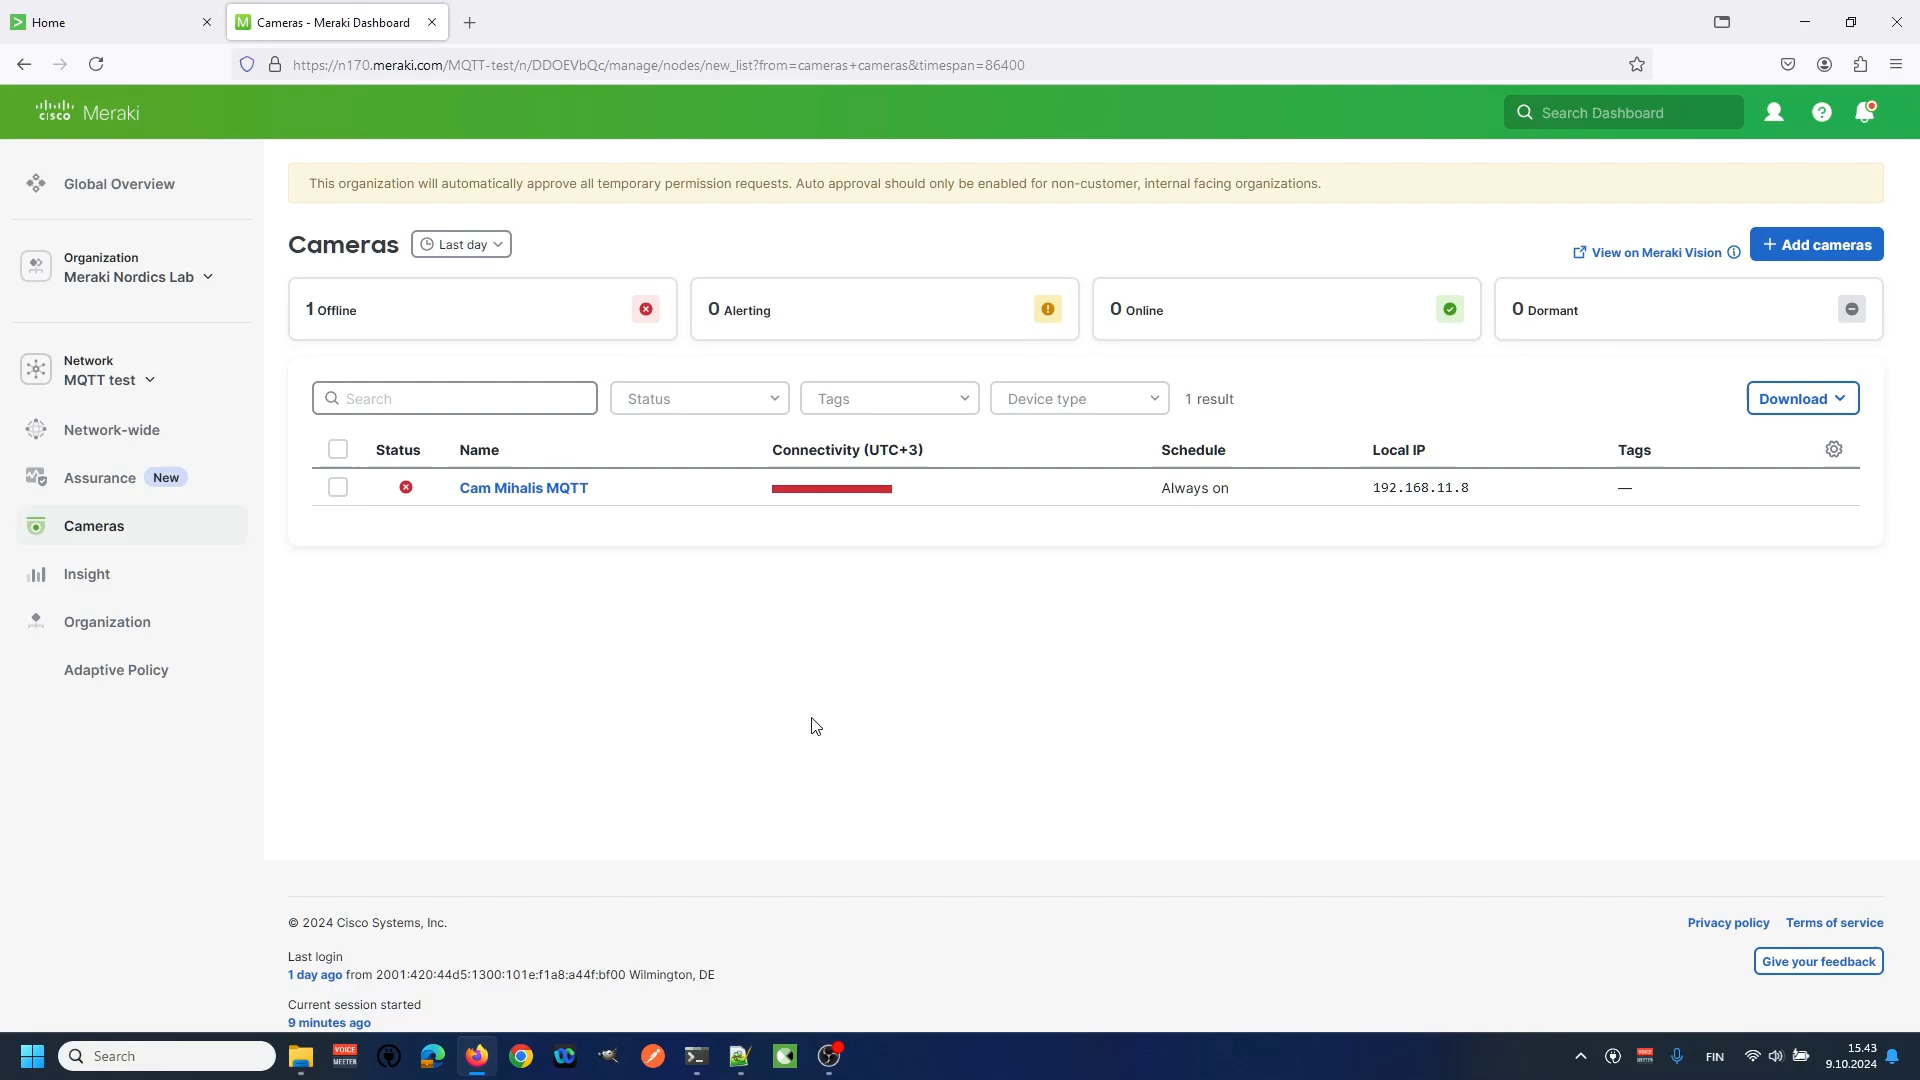 Home
Cameras - Meraki Dashboard
https://n170.meraki.com/MQTT-test/n/DDOEVbQc/manage/nodes/new_list?from=cameras+cameras&timespan=86400
cisco Meraki
Search Dashboard
Global Overview
Organization
Meraki Nordics Lab
Network
MQTT test
Network-wide
Assurance New
Cameras
Insight
Organization
Adaptive Policy
This organization will automatically approve all temporary permission requests. Auto approval should only be enabled for non-customer, internal facing organizations.
Cameras Last day
View on Meraki Vision
+ Add cameras
1 Offline
0 Alerting
0 Online
0 Dormant
Search
Status
Tags
Device type
1 result
Download
Status Name Connectivity (UTC+3) Schedule Local IP Tags
Cam Mihalis MQTT Always on 192.168.11.8 —
© 2024 Cisco Systems, Inc.
Privacy policy Terms of service
Last login
1 day ago from 2001:420:44d5:1300:101e:f1a8:a44f:bf00 Wilmington, DE
Give your feedback
Current session started
9 minutes ago
Search
VOICE
MEETER
FIN
15.43
9.10.2024